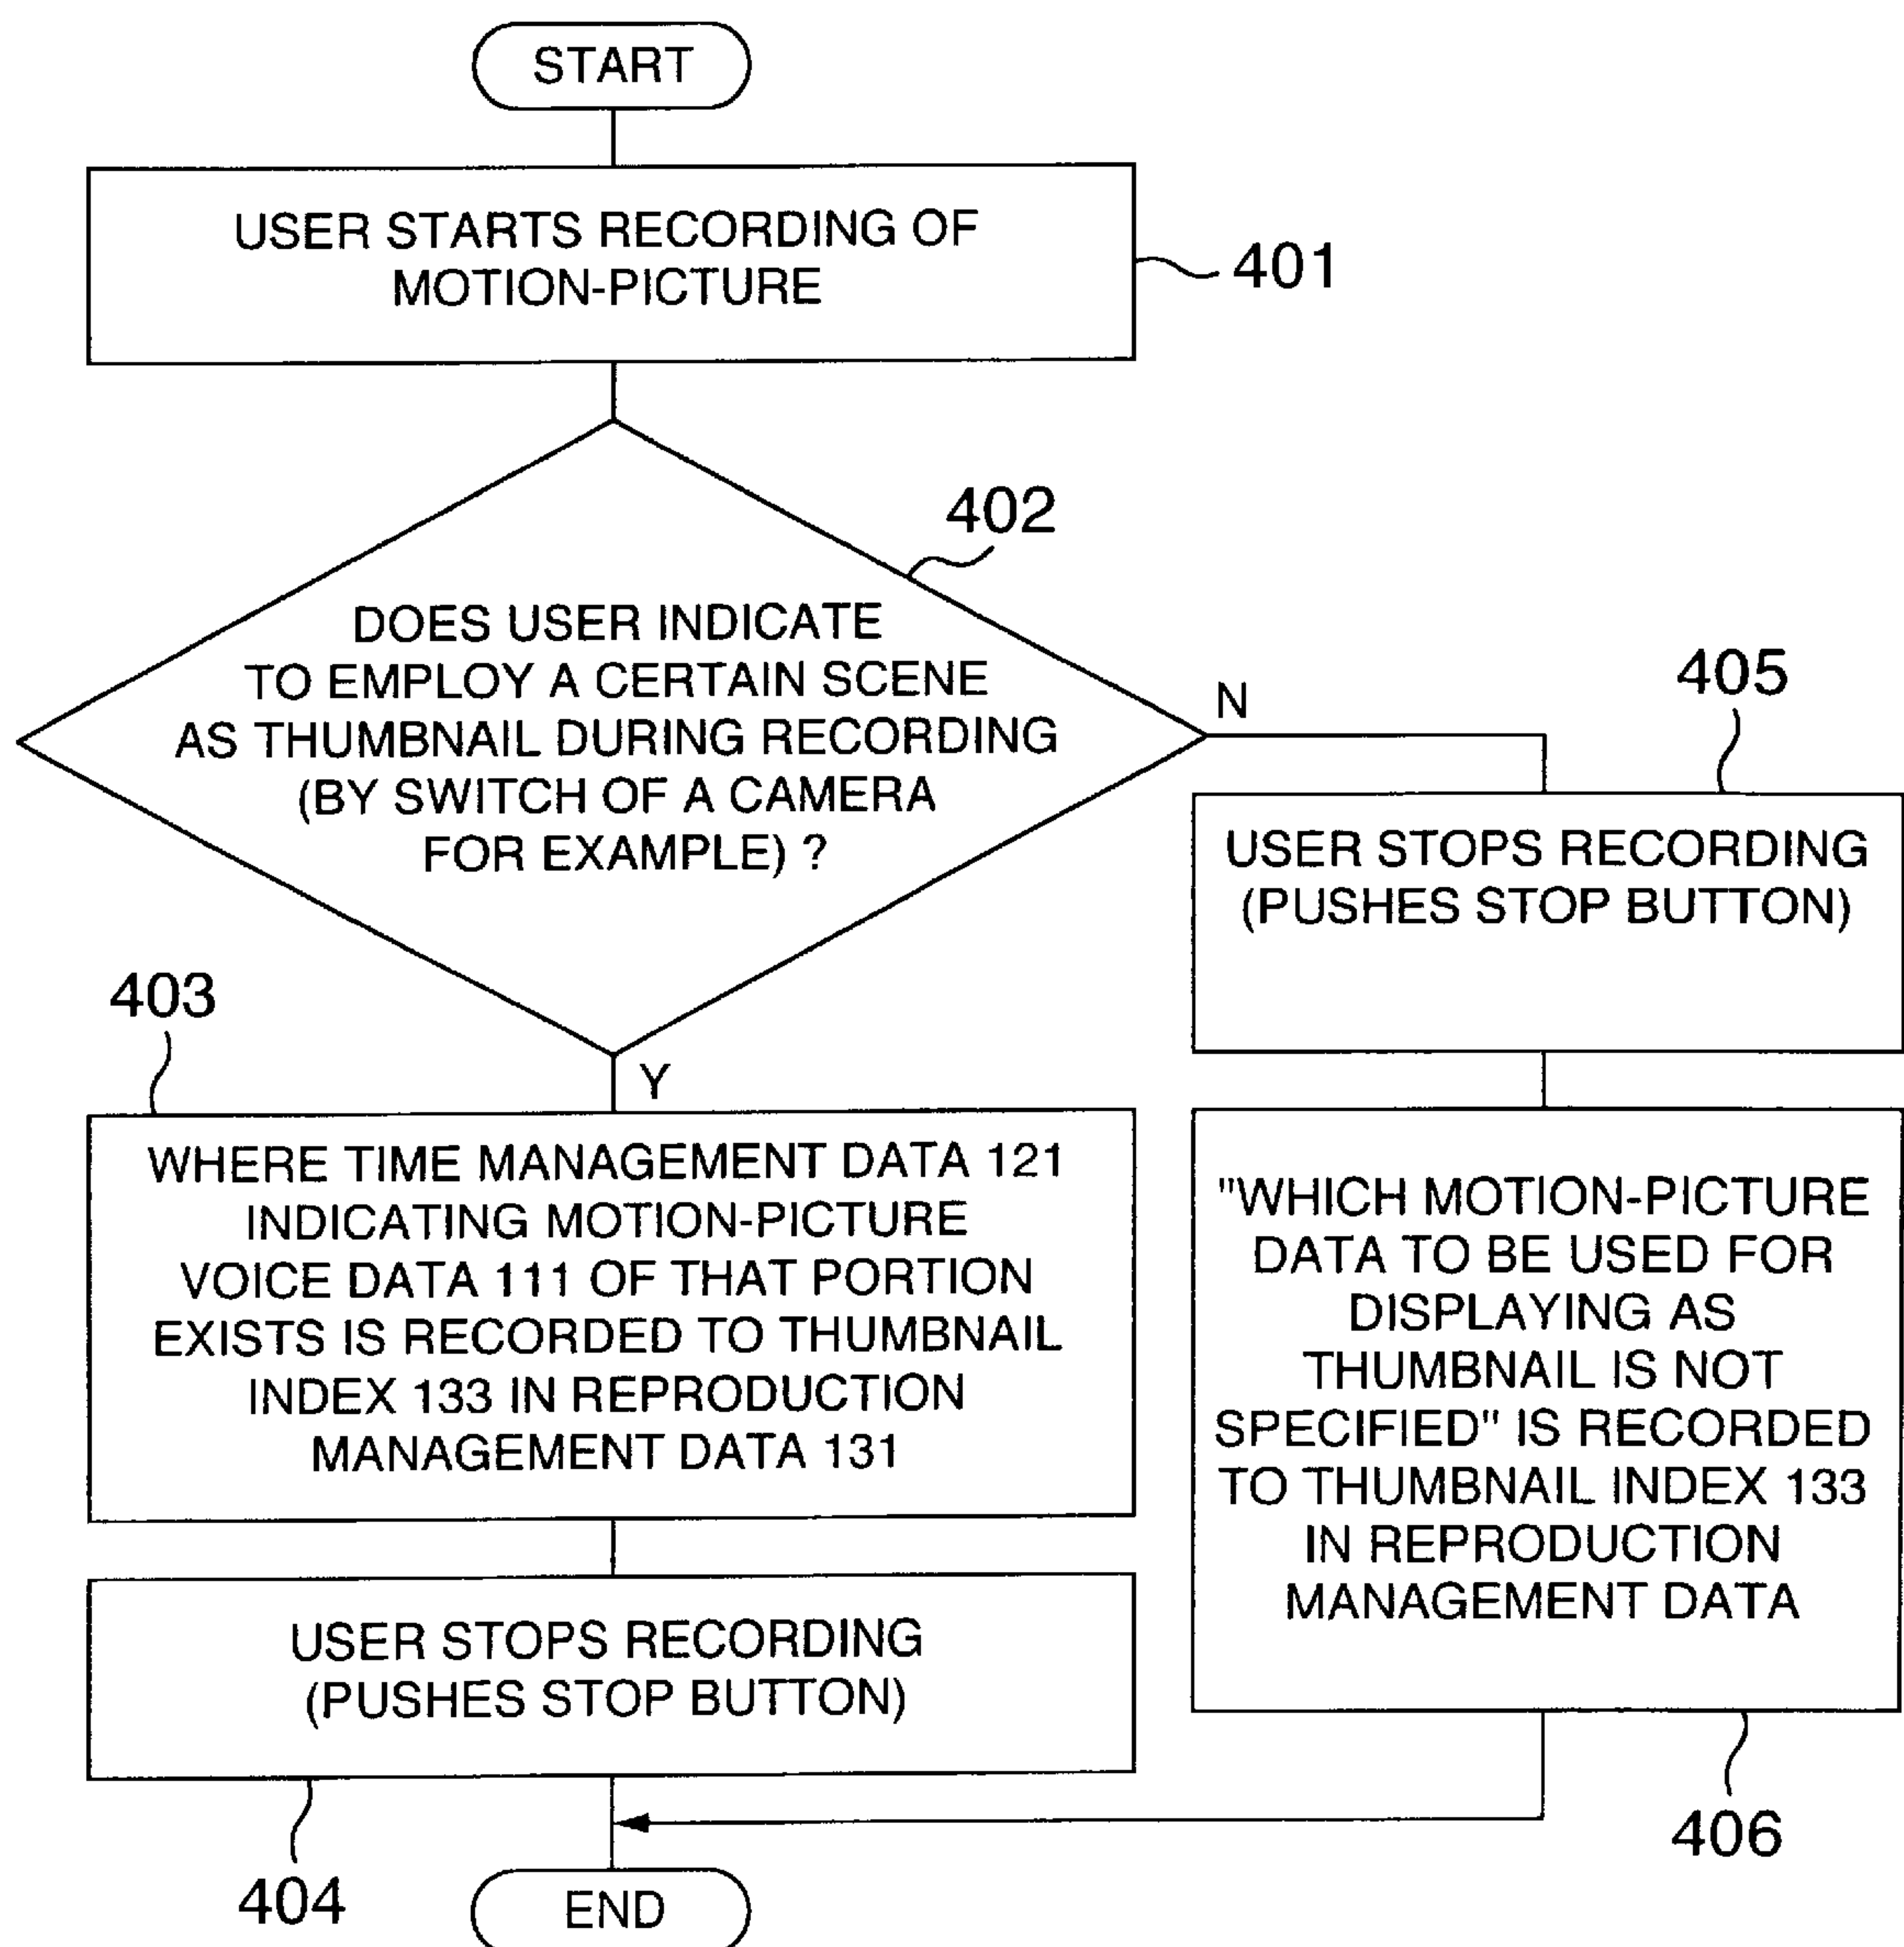 START
USER STARTS RECORDING OF
MOTION-PICTURE
401
402
DOES USER INDICATE
TO EMPLOY A CERTAIN SCENE
AS THUMBNAIL DURING RECORDING
(BY SWITCH OF A CAMERA
FOR EXAMPLE) ?
N
Y
403
WHERE TIME MANAGEMENT DATA 121
INDICATING MOTION-PICTURE
VOICE DATA 111 OF THAT PORTION
EXISTS IS RECORDED TO THUMBNAIL
INDEX 133 IN REPRODUCTION
MANAGEMENT DATA 131
USER STOPS RECORDING
(PUSHES STOP BUTTON)
404
405
USER STOPS RECORDING
(PUSHES STOP BUTTON)
"WHICH MOTION-PICTURE
DATA TO BE USED FOR
DISPLAYING AS
THUMBNAIL IS NOT
SPECIFIED" IS RECORDED
TO THUMBNAIL INDEX 133
IN REPRODUCTION
MANAGEMENT DATA
406
END